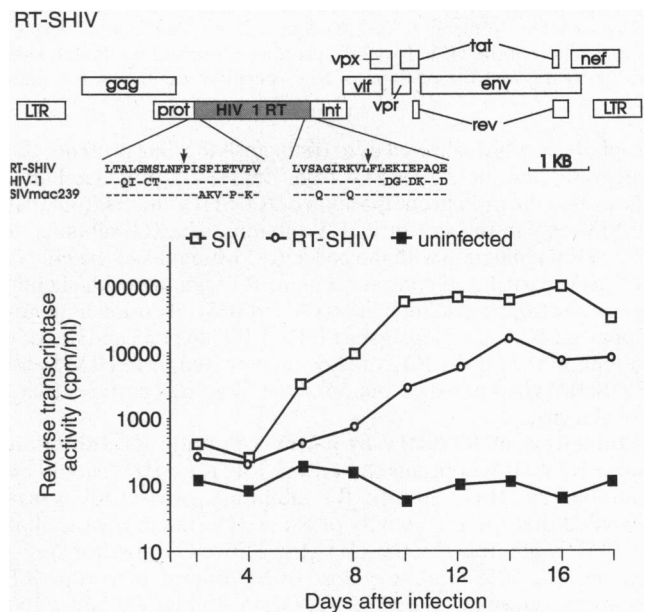 RT-SHIV
vpx tat nef
gag vif env
vpr
LTR prot HIV 1 RT int rev LTR
1 KB
RT-SHIV LTALGMSLNFPISPIETVPV LVSAGIRKVLFLEKIEPAQE
HIV-1 --QI-CT------------- ------------DG-DK---D
SIVmac239 ----------AKV-P-K--- ---Q---Q------------
SIV RT-SHIV uninfected
1000000
100000
10000
1000
100
10
Reverse transcriptase
activity (cpm/ml)
4 8 12 16
Days after infection